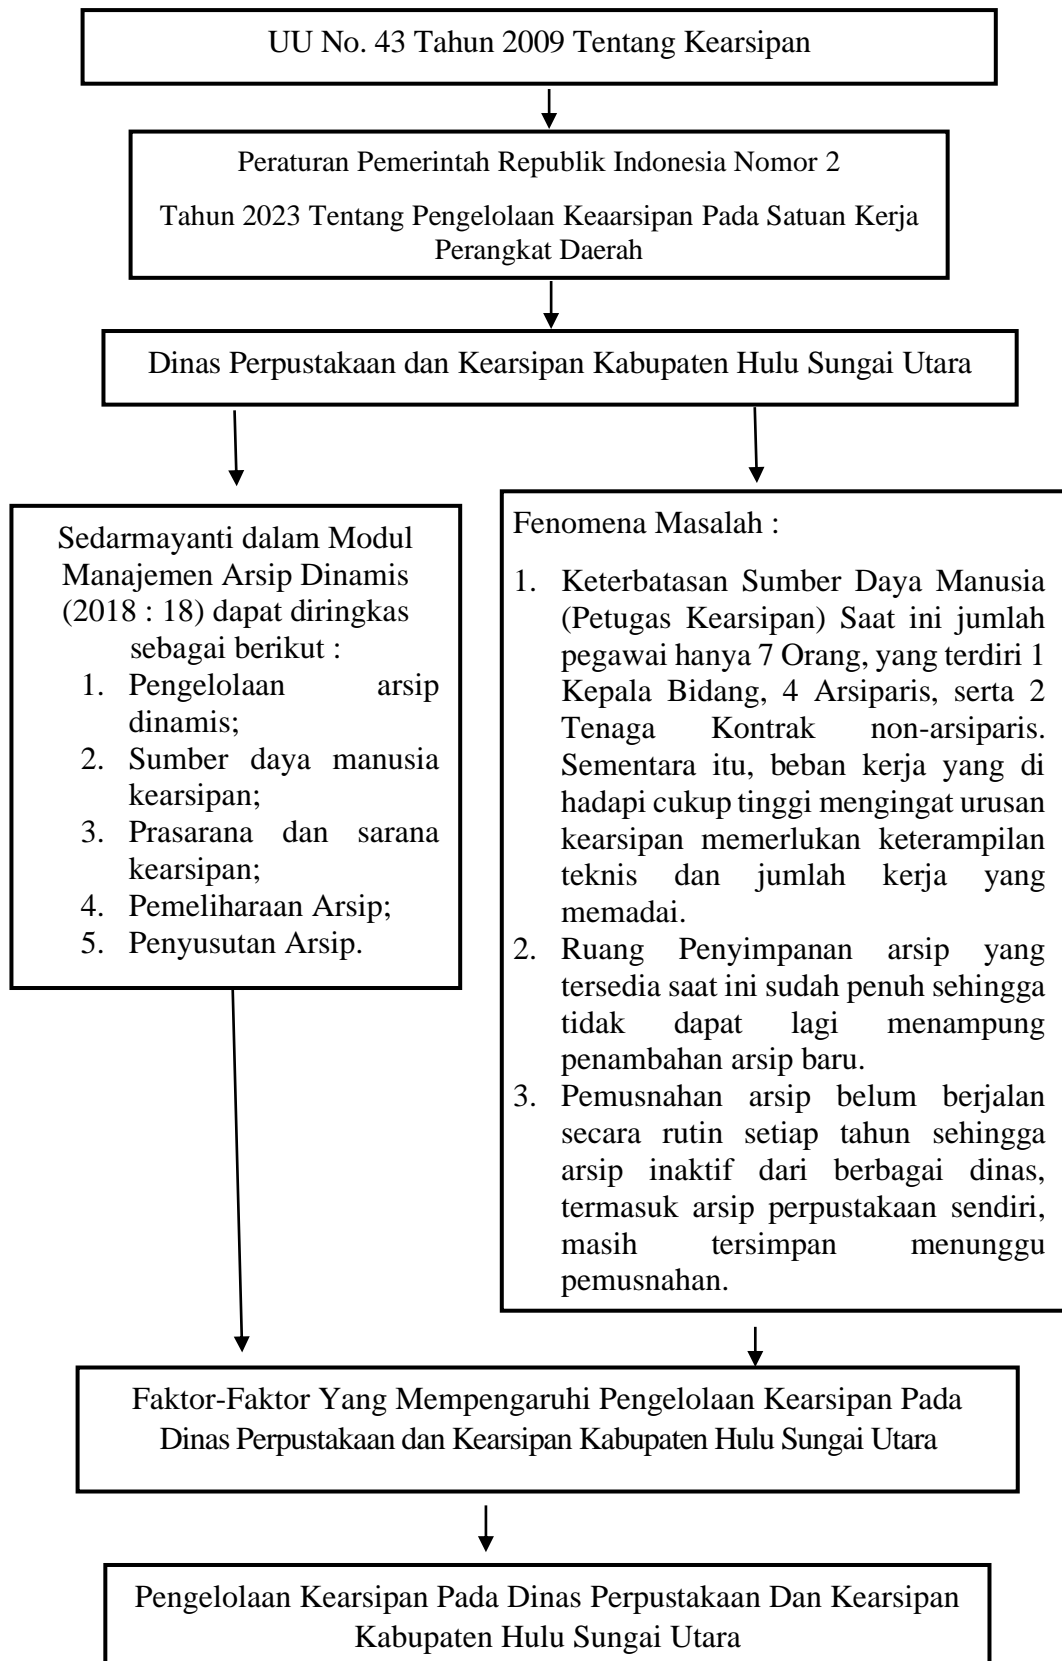 UU No. 43 Tahun 2009 Tentang Kearsipan
Peraturan Pemerintah Republik Indonesia Nomor 2
Tahun 2023 Tentang Pengelolaan Keaarsipan Pada Satuan Kerja
Perangkat Daerah
Dinas Perpustakaan dan Kearsipan Kabupaten Hulu Sungai Utara
Sedarmayanti dalam Modul
Manajemen Arsip Dinamis
(2018 : 18) dapat diringkas
sebagai berikut :
1. Pengelolaan arsip
dinamis;
2. Sumber daya manusia
kearsipan;
3. Prasarana dan sarana
kearsipan;
4. Pemeliharaan Arsip;
5. Penyusutan Arsip.
Fenomena Masalah :
1. Keterbatasan Sumber Daya Manusia
(Petugas Kearsipan) Saat ini jumlah
pegawai hanya 7 Orang, yang terdiri 1
Kepala Bidang, 4 Arsiparis, serta 2
Tenaga Kontrak non-arsiparis.
Sementara itu, beban kerja yang di
hadapi cukup tinggi mengingat urusan
kearsipan memerlukan keterampilan
teknis dan jumlah kerja yang
memadai.
2. Ruang Penyimpanan arsip yang
tersedia saat ini sudah penuh sehingga
tidak dapat lagi menampung
penambahan arsip baru.
3. Pemusnahan arsip belum berjalan
secara rutin setiap tahun sehingga
arsip inaktif dari berbagai dinas,
termasuk arsip perpustakaan sendiri,
masih tersimpan menunggu
pemusnahan.
Faktor-Faktor Yang Mempengaruhi Pengelolaan Kearsipan Pada
Dinas Perpustakaan dan Kearsipan Kabupaten Hulu Sungai Utara
Pengelolaan Kearsipan Pada Dinas Perpustakaan Dan Kearsipan
Kabupaten Hulu Sungai Utara